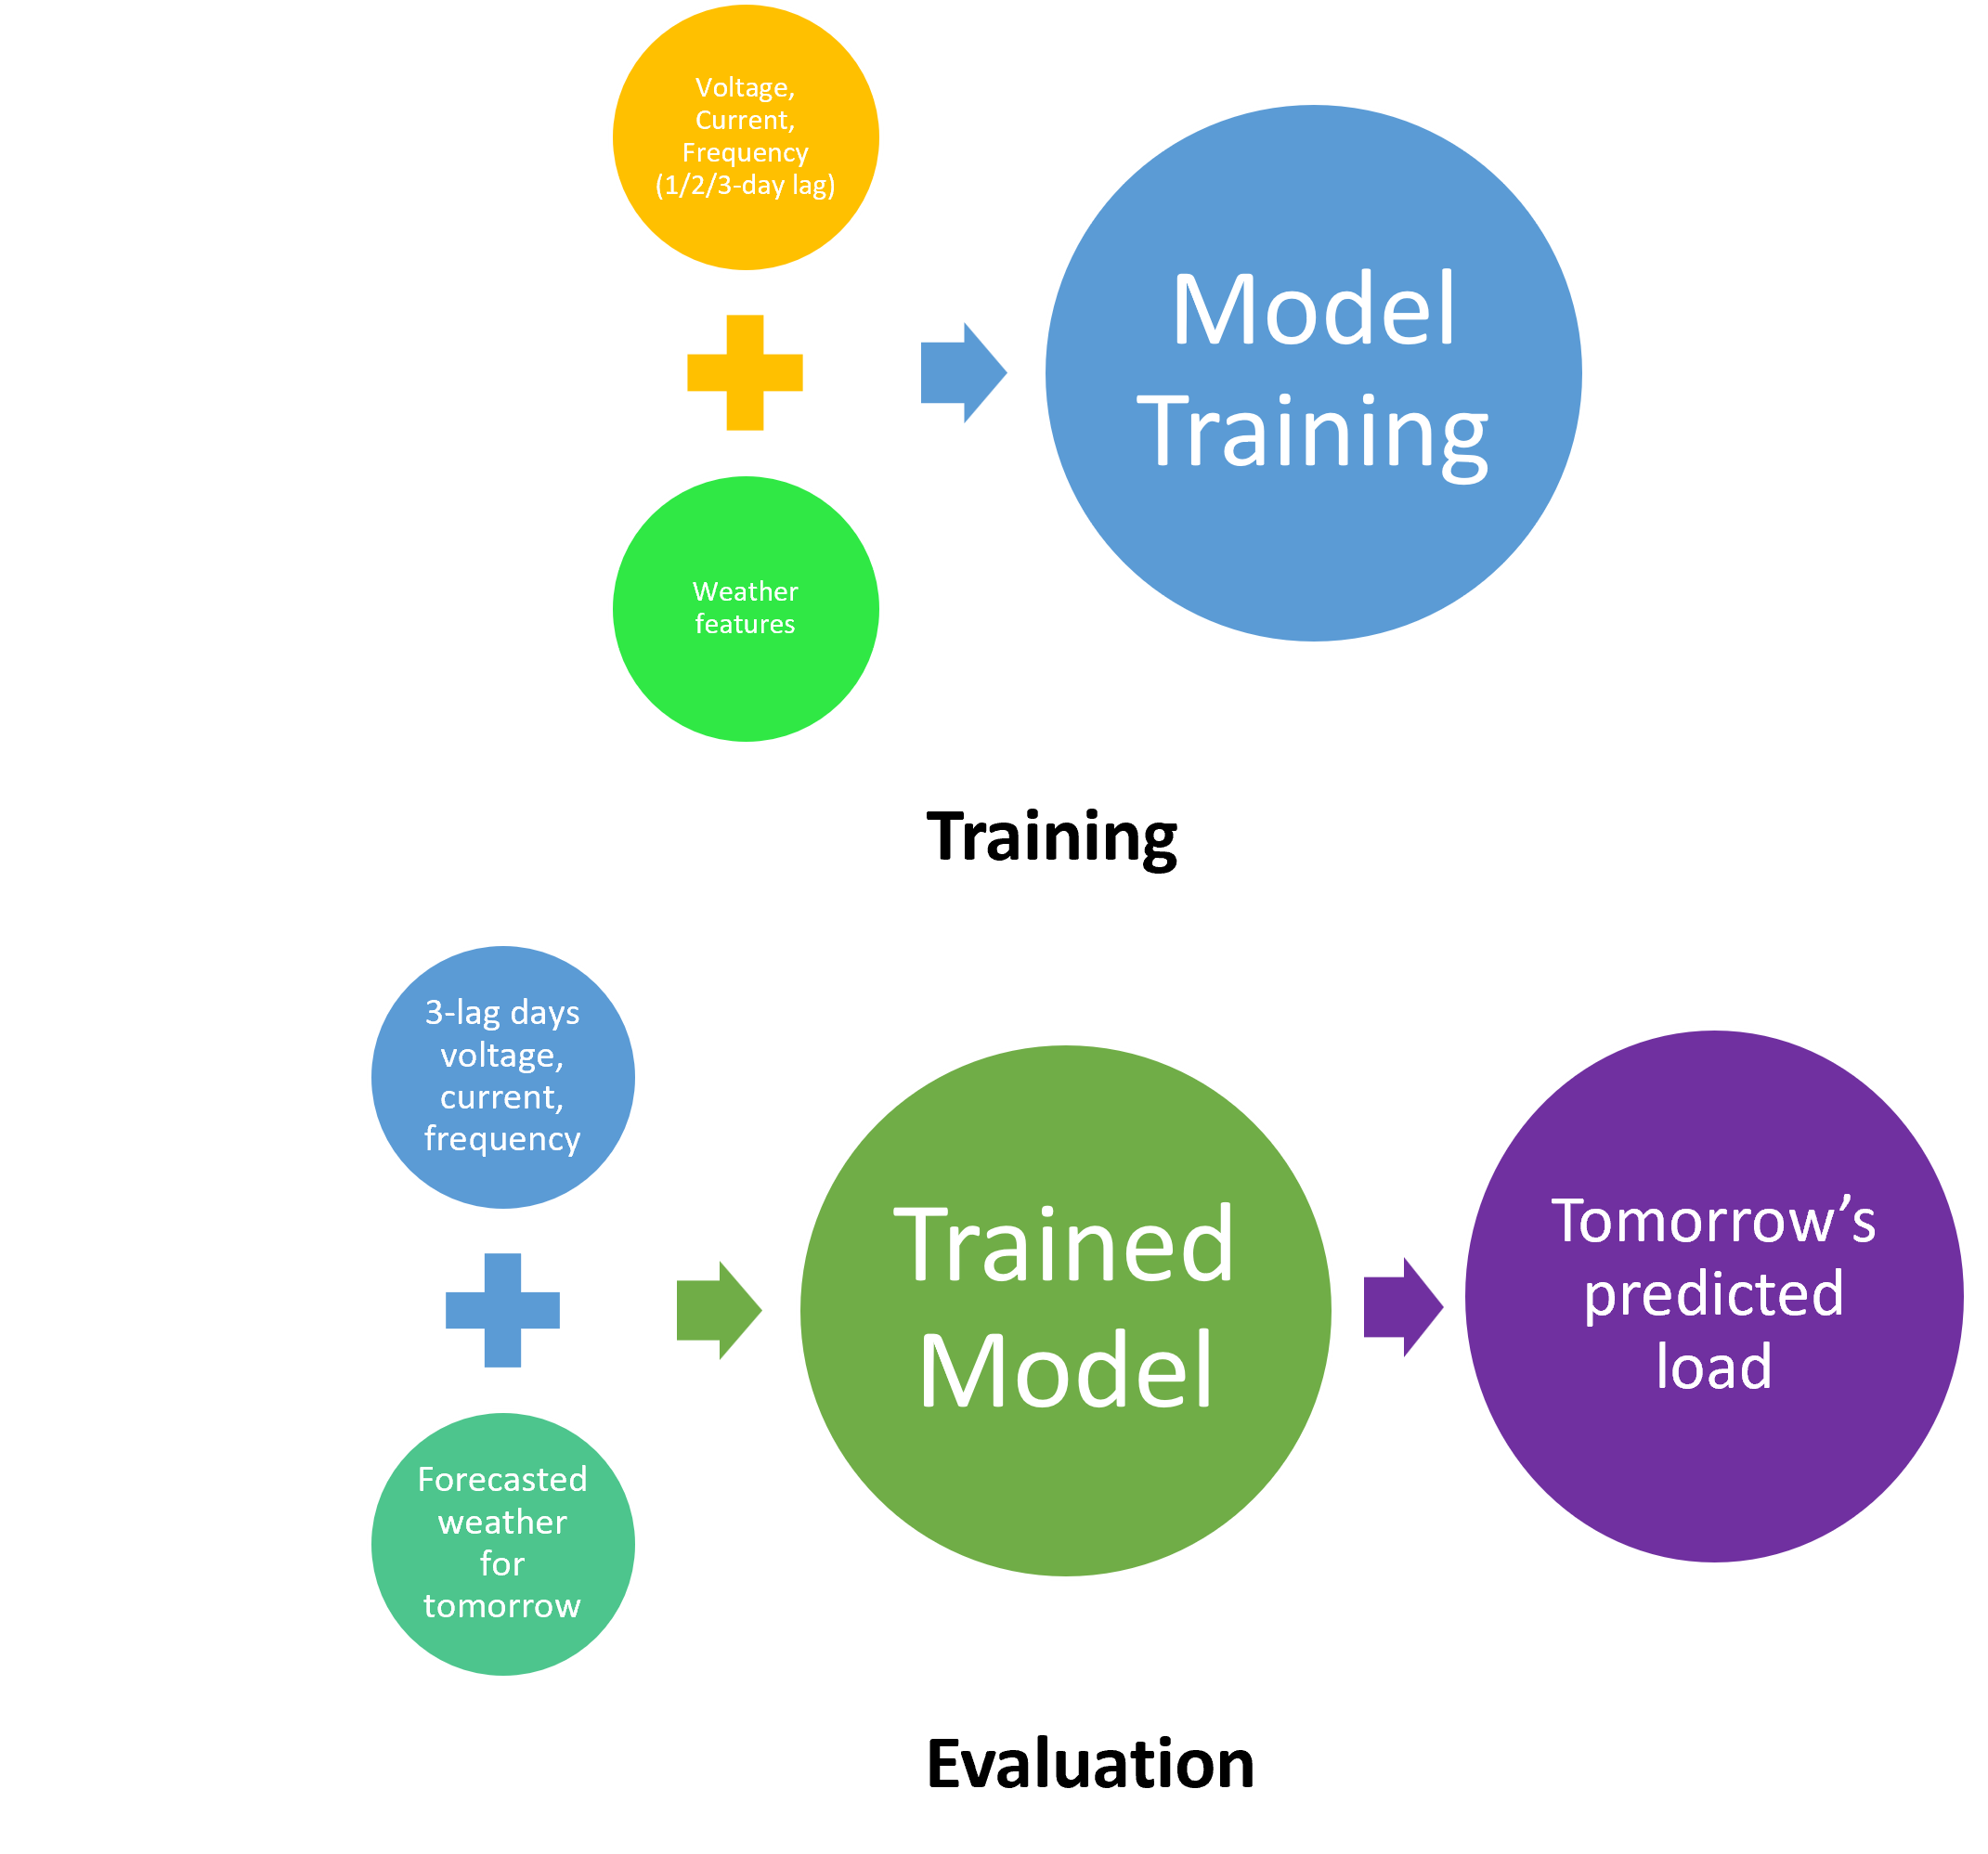 Voltage,
Current,
Frequency
(1/2/3-day lag)
Model
Training
Weather
features
Training
3-lag days
voltage,
current,
frequency
Trained
Model
Tomorrow’s
predicted
load
Forecasted
weather
for
tomorrow
Evaluation